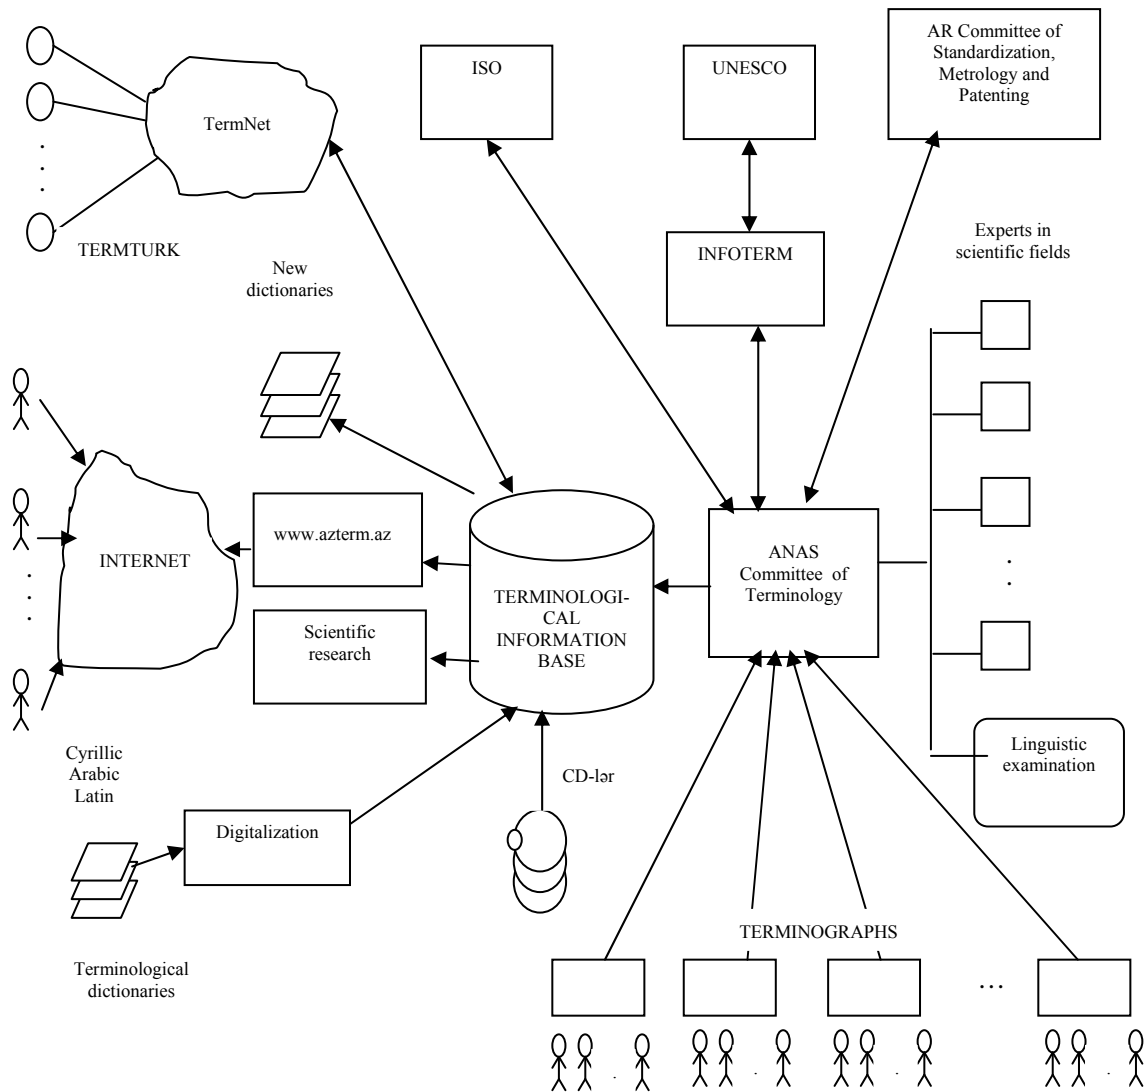 ISO
UNESCO
AR Committee of
Standardization,
Metrology and
Patenting
TermNet
TERMTURK
New
dictionaries
INFOTERM
Experts in
scientific fields
INTERNET
www.azterm.az
Scientific
research
TERMINOLOGI-
CAL
INFORMATION
BASE
ANAS
Committee of
Terminology
Linguistic
examination
Cyrillic
Arabic
Latin
Digitalization
CD-lər
Terminological
dictionaries
TERMINOGRAPHS
…